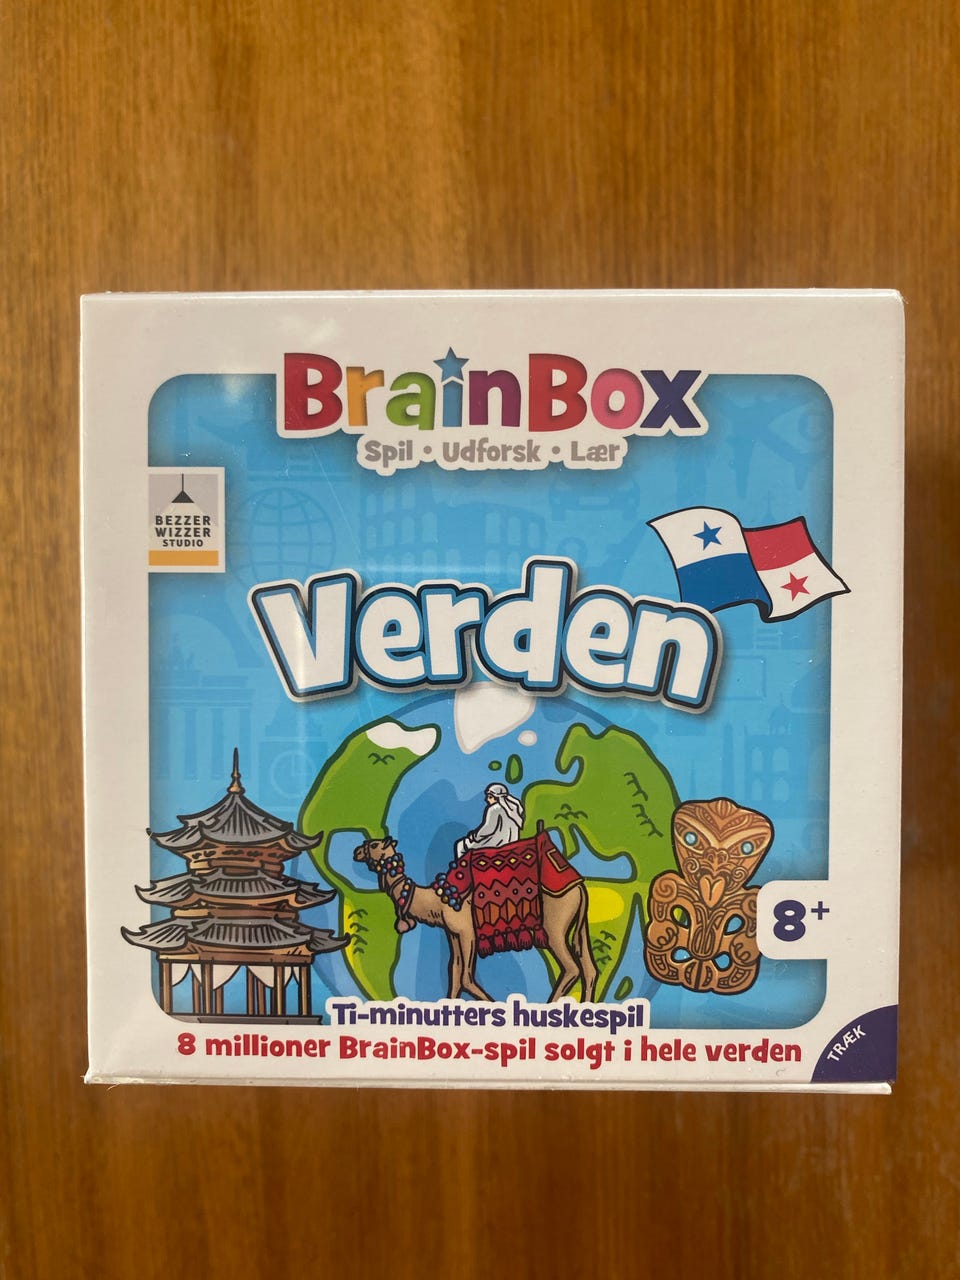 BrainBox
Spil • Udforsk • Lær
BEZZER
WIZZER
STUDIO
Verden
8+
Ti-minutters huskespil
8 millioner BrainBox-spil solgt i hele verden
TRÆK